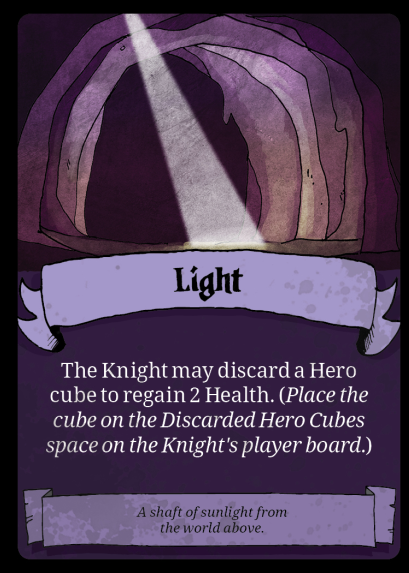 Light
The Knight may discard a Hero
cube to regain 2 Health. (Place the
cube on the Discarded Hero Cubes
space on the Knight's player board.)
A shaft of sunlight from
the world above.